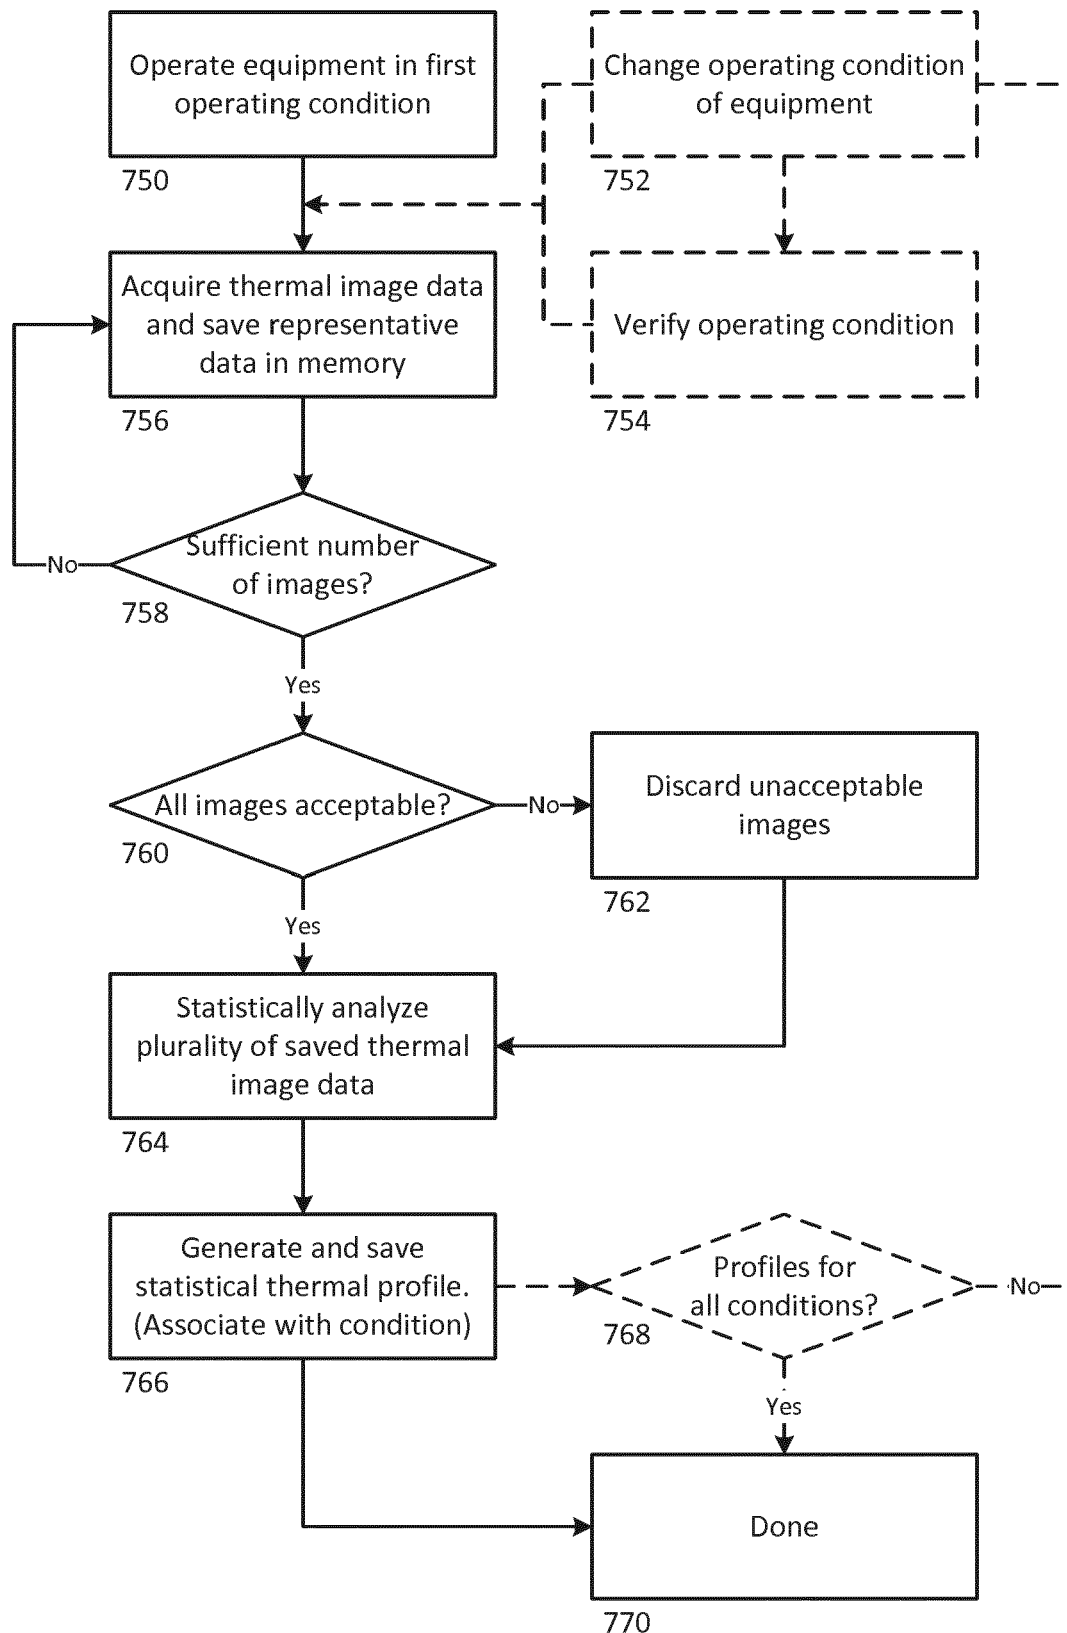 Operate equipment in first
operating condition
750
Change operating condition
of equipment
752
Acquire thermal image data
and save representative
data in memory
756
Verify operating condition
754
Sufficient number
of images?
758
No
Yes
All images acceptable?
760
No
Discard unacceptable
images
762
Yes
Statistically analyze
plurality of saved thermal
image data
764
Generate and save
statistical thermal profile.
(Associate with condition)
766
Profiles for
all conditions?
768
No
Yes
Done
770